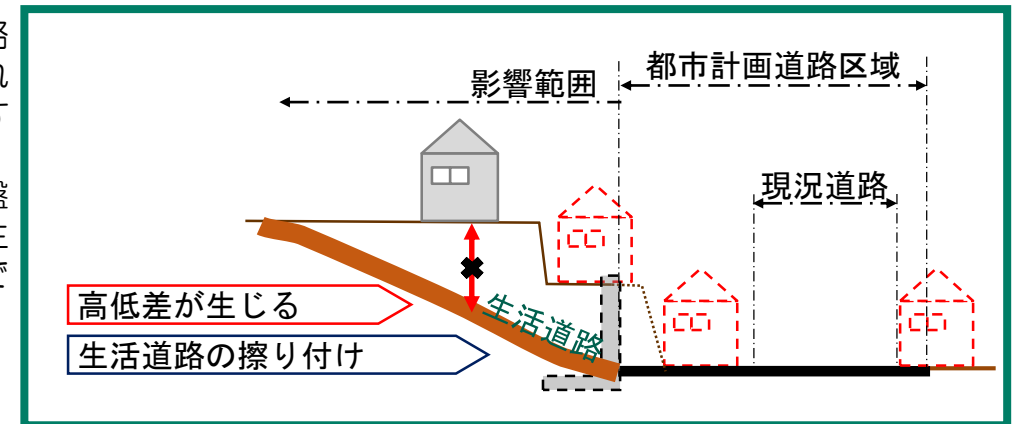 都市計画道路区域
影響範囲
現況道路
高低差が生じる
生活道路
生活道路の擦り付け